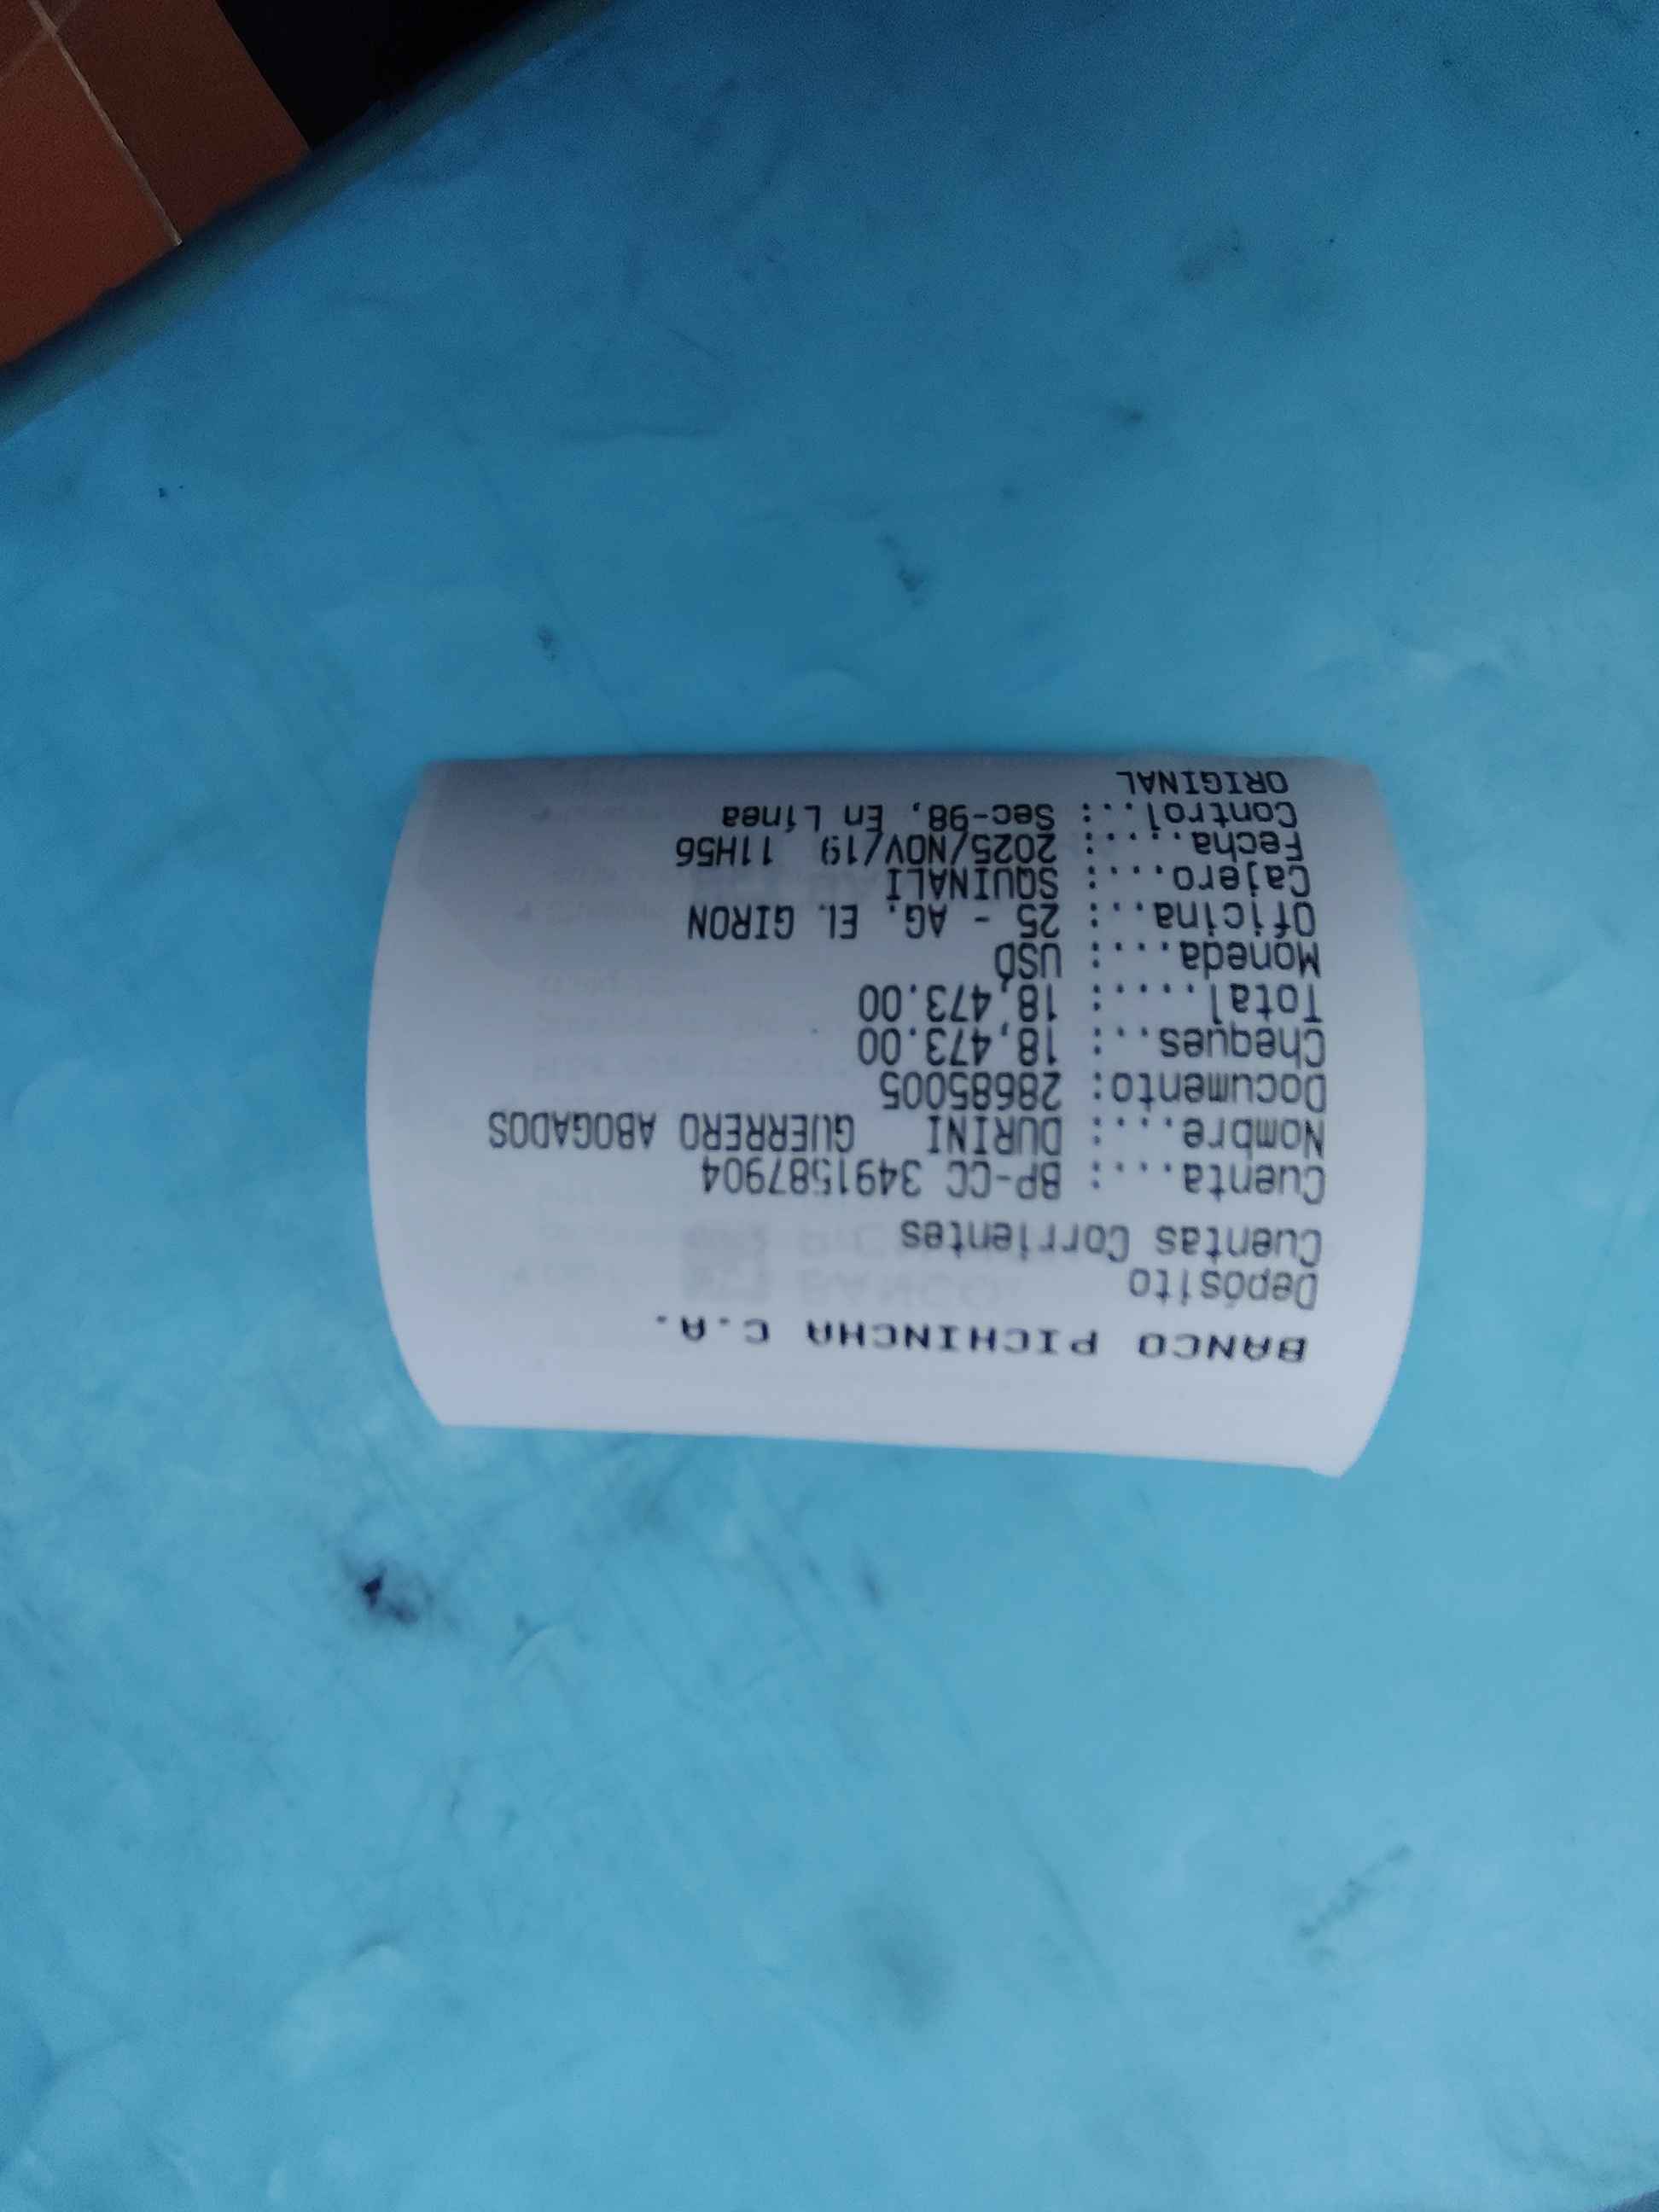 BANCO PICHINCHA C.A.
Depósito
Cuentas Corrientes
Cuenta....: BP-CC 3491587904
Nombre....: DURINI   GUERRERO ABOGADOS
Documento: 28685005
Cheques...: 18,473.00
Total.....: 18,473.00
Moneda....: USD
Oficina...: 25 - AG. EL GIRON
Cajero....: SQUINALI
Fecha.....: 2025/NOV/19  11H56
Control...: Sec-98, En Línea
ORIGINAL